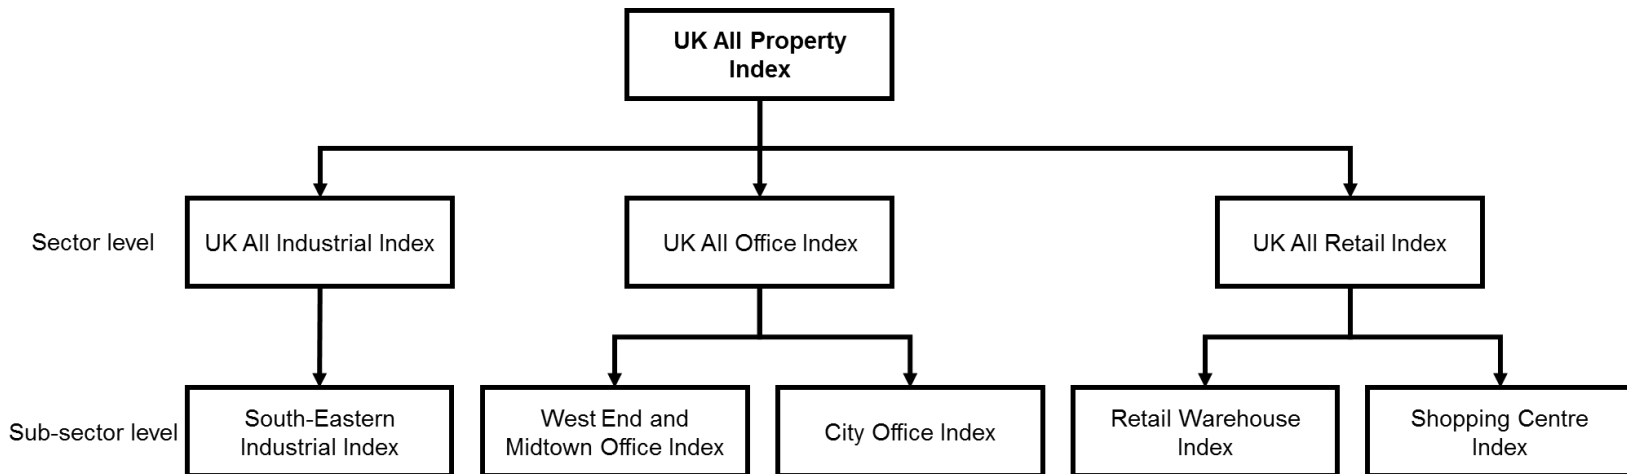 UK All Property
Index
Sector level
UK All Industrial Index
UK All Office Index
UK All Retail Index
Sub-sector level
South-Eastern
Industrial Index
West End and
Midtown Office Index
City Office Index
Retail Warehouse
Index
Shopping Centre
Index